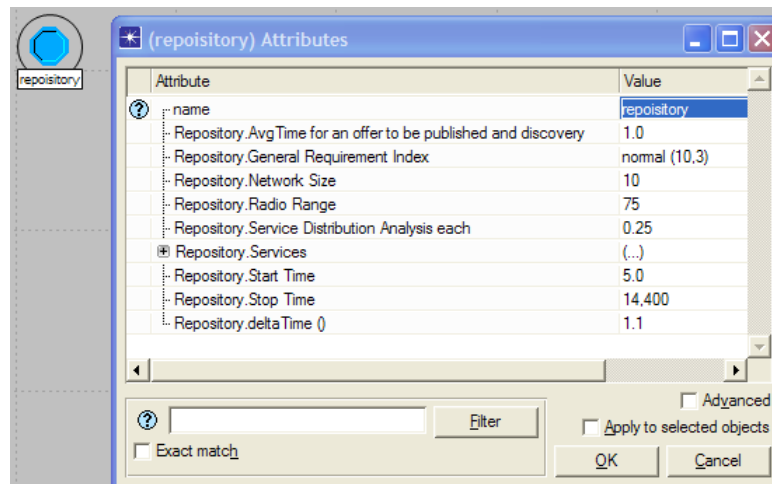 repoisitory
(repoisitory) Attributes
Attribute Value
name repoisitory
Repository.AvgTime for an offer to be published and discovery 1.0
Repository.General Requirement Index normal (10,3)
Repository.Network Size 10
Repository.Radio Range 75
Repository.Service Distribution Analysis each 0.25
Repository.Services (...)
Repository.Start Time 5.0
Repository.Stop Time 14,400
Repository.deltaTime () 1.1
Advanced
Filter Apply to selected objects
Exact match
OK Cancel